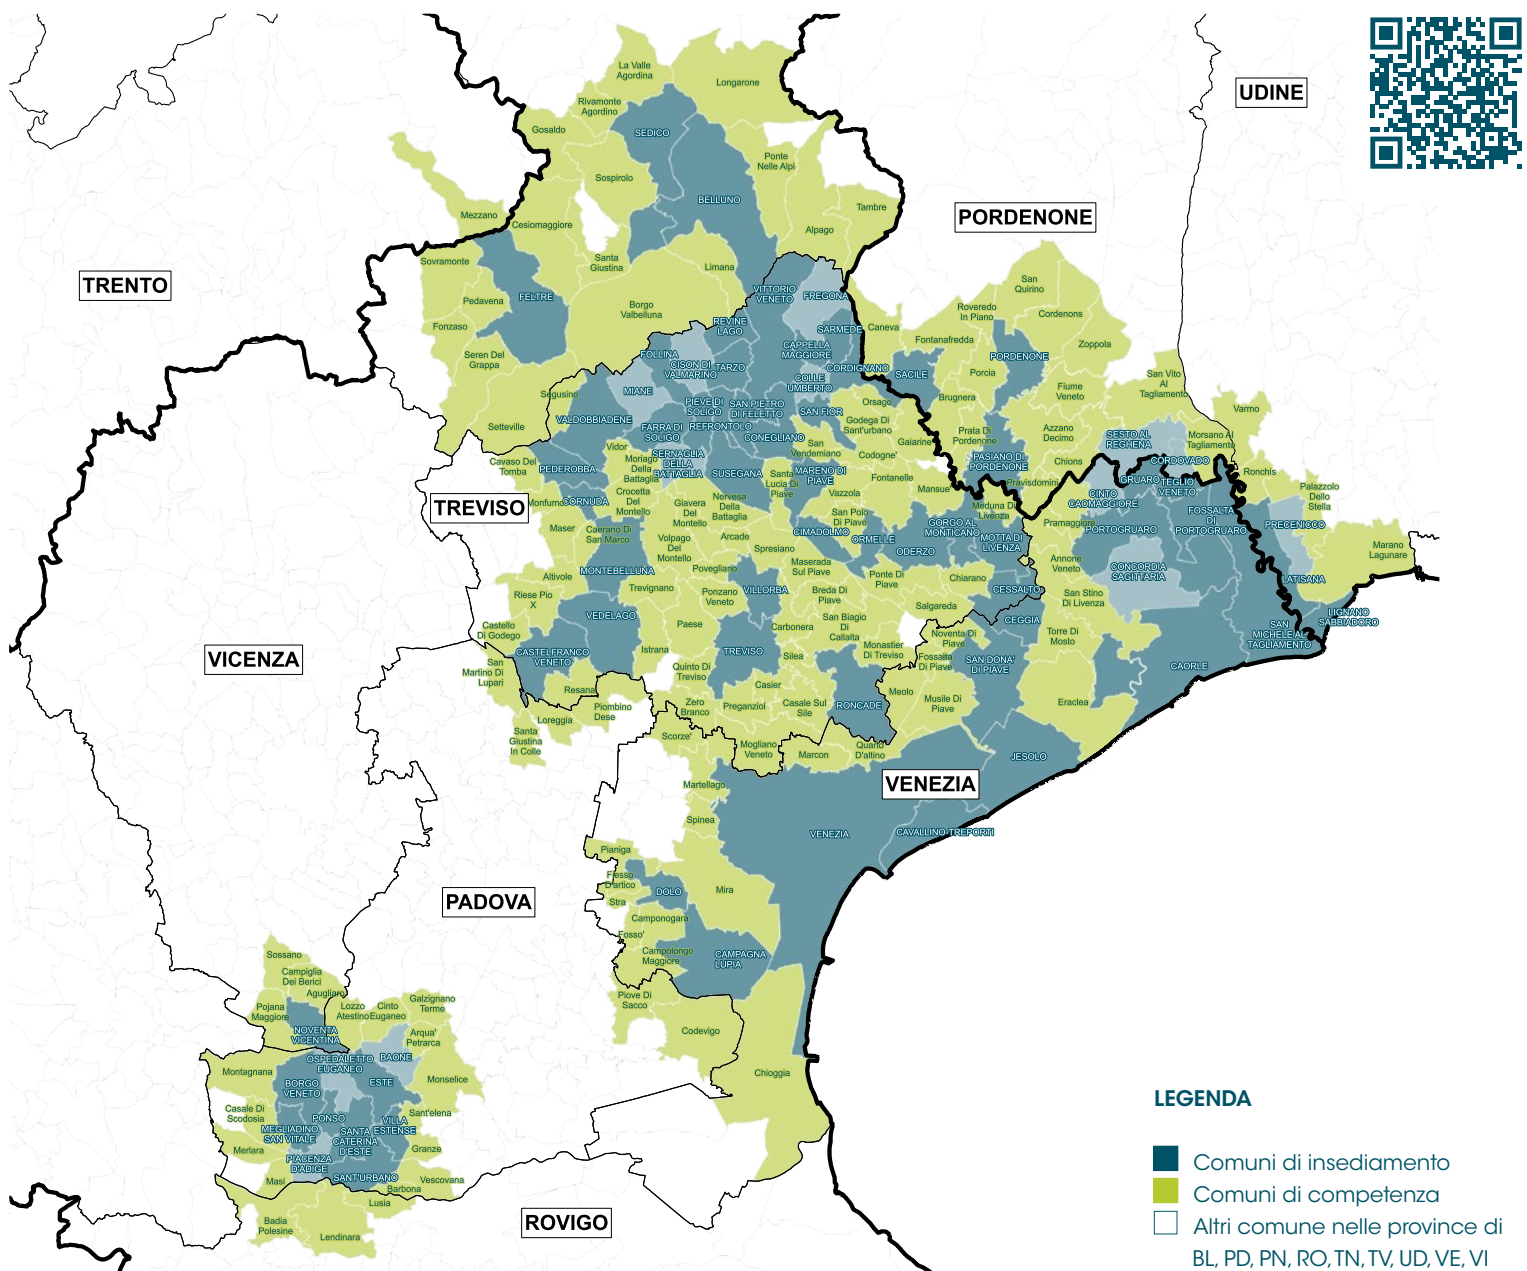 UDINE
La Valle
Agordina
Longarone
Rivamonte
Agordino
Gosaldo
SEDICO
Ponte
Nelle Alpi
Sospirolo
BELLUNO
Tambre
Mezzano
Cesiomaggiore
Alpago
PORDENONE
Sovramonte
Santa
Giustina
Limana
TRENTO
FELTRE
Pedavena
Borgo
Valbelluna
VITTORIO
VENETO
FREGONA
San
Quirino
Fonzaso
REVINE
LAGO
SARMEDE
Caneva
Roveredo
In Piano
Cordenons
Fontanafredda
Zoppola
Seren Del
Grappa
FOLLINA
CISON DI
VALMARINO
TARZO
CAPPELLA
MAGGIORE
CORDIGNANO
SACILE
PORDENONE
Porcia
San Vito
Al
Tagliamento
Segusino
MIANE
COLLE
UMBERTO
Fiume
Veneto
Brugnera
Setteville
VALDOBBIADENE
PIEVE DI
SOLIGO
SAN PIETRO
DI FELETTO
SAN FIOR
Orsago
Godega Di
Sant'urbano
Varmo
FARRA DI
SOLIGO
REFRONTOLO
CONEGLIANO
Gaiarine
Prata Di
Pordenone
Azzano
Decimo
SESTO AL
REGHENA
Morsano Al
Tagliamento
Vidor
San
Vendemiano
Codogne'
Cavaso Del
Tomba
PEDEROBBA
Moriago
Della
Battaglia
SERNAGLIA
DELLA
BATTAGLIA
SUSEGANA
Santa
Lucia Di
Piave
MARENO DI
PIAVE
Fontanelle
PASIANO DI
PORDENONE
Chions
CORDOVADO
Ronchis
TREVISO
Monfumo
CORNUDA
Crocetta
Del
Montello
Giavera
Del
Montello
Nervesa
Della
Battaglia
Vazzola
Mansue'
Pravisdomini
GRUARO
TEGLIO
VENETO
CINTO
CAOMAGGIORE
Palazzolo
Dello
Stella
Maser
Caerano Di
San Marco
Volpago
Del
Montello
Arcade
San Polo
Di Piave
CIMADOLMO
ORMELLE
GORGO AL
MONTICANO
Meduna Di
Livenza
MOTTA DI
LIVENZA
Pramaggiore
PORTOGRUARO
FOSSALTA
DI
PORTOGRUARO
PRECENICCO
Spresiano
ODERZO
Marano
Lagunare
Altivole
MONTEBELLUNA
Povegliano
Maserada
Sul Piave
Ponte Di
Piave
Chiarano
Annone
Veneto
CONCORDIA
SAGITTARIA
LATISANA
Riese Pio
X
Trevignano
Ponzano
Veneto
VILLORBA
Breda Di
Piave
CESSALTO
San Stino
Di Livenza
VEDELAGO
Salgareda
LIGNANO
SABBIADORO
Castello
Di Godego
Paese
Carbonera
San Biagio
Di
Callalta
Noventa Di
Piave
CEGGIA
Torre Di
Mosto
SAN
MICHELE AL
TAGLIAMENTO
VICENZA
CASTELFRANCO
VENETO
Istrana
TREVISO
Silea
Monastier
Di Treviso
Fossalta
Di Piave
SAN DONA'
DI PIAVE
CAORLE
San
Martino Di
Lupari
Quinto Di
Treviso
Resana
Casier
Meolo
Musile Di
Piave
Eraclea
Loreggia
Piombino
Dese
Zero
Branco
Preganziol
Casale Sul
Sile
RONCADE
Santa
Giustina
In Colle
Scorze'
Mogliano
Veneto
Marcon
Quarto
D'altino
JESOLO
Martellago
VENEZIA
Spinea
VENEZIA
CAVALLINO-TREPORTI
Pianiga
Fiesso
D'artico
DOLO
Mira
Stra
PADOVA
Camponogara
Fosso'
Sossano
Campolongo
Maggiore
CAMPAGNA
LUPIA
Campiglia
Dei Berici
Agugliaro
Pojana
Maggiore
Lozzo
Atestino
Cinto
Euganeo
Galzignano
Terme
Piove Di
Sacco
Codevigo
NOVENTA
VICENTINA
Arqua'
Petrarca
OSPEDALETTO
EUGANEO
BAONE
Montagnana
BORGO
VENETO
ESTE
Monselice
Chioggia
LEGENDA
Casale Di
Scodosia
PONSO
VILLA
ESTENSE
Sant'elena
MEGLIADINO
SAN VITALE
SANTA
CATERINA
D'ESTE
Merlara
Granze
PIACENZA
D'ADIGE
Comuni di insediamento
Masi
SANT'URBANO
Vescovana
Barbona
Comuni di competenza
Lusia
Badia
Polesine
ROVIGO
Altri comune nelle province di
Lendinara
BL, PD, PN, RO, TN, TV, UD, VE, VI